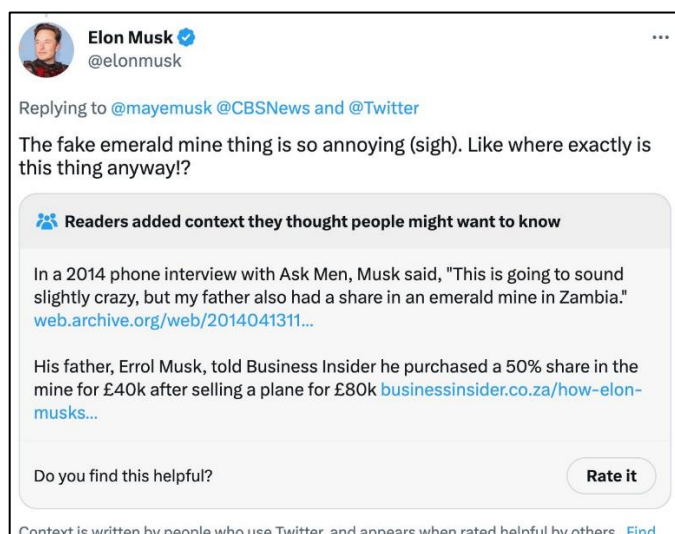 Elon Musk
@elonmusk
Replying to @mayemusk @CBSNews and @Twitter
The fake emerald mine thing is so annoying (sigh). Like where exactly is
this thing anyway!?
Readers added context they thought people might want to know
In a 2014 phone interview with Ask Men, Musk said, "This is going to sound
slightly crazy, but my father also had a share in an emerald mine in Zambia."
web.archive.org/web/2014041311...
His father, Errol Musk, told Business Insider he purchased a 50% share in the
mine for £40k after selling a plane for £80k businessinsider.co.za/how-elon-
musks...
Do you find this helpful?
Rate it
Context is written by people who use Twitter, and appears when rated helpful by others. Find